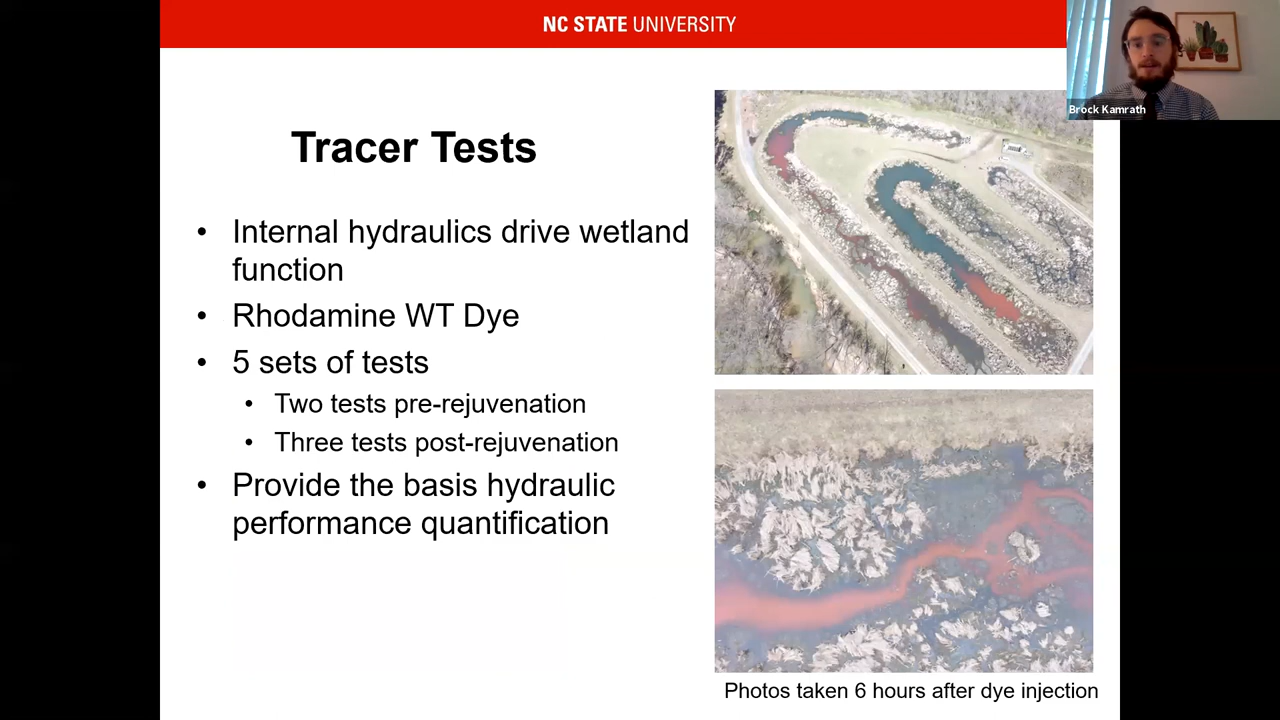 NC STATE UNIVERSITY
Brock Kamrath
Tracer Tests
• Internal hydraulics drive wetland
function
• Rhodamine WT Dye
• 5 sets of tests
• Two tests pre-rejuvenation
• Three tests post-rejuvenation
• Provide the basis hydraulic
performance quantification
Photos taken 6 hours after dye injection